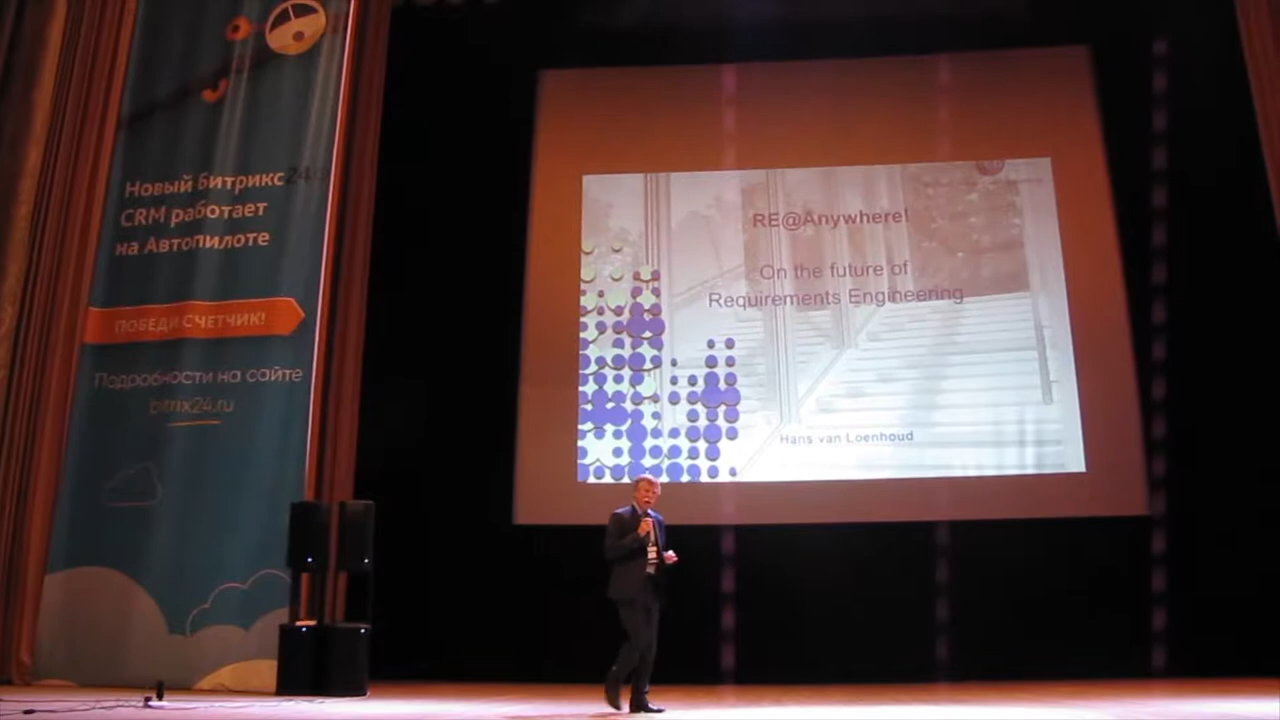 Новый Битрикс24:
CRM работает
на Автопилоте
ПОБЕДИ СЧЕТЧИК!
Подробности на сайте
bitrix24.ru
RE@Anywhere!
On the future of
Requirements Engineering
Hans van Loenhoud